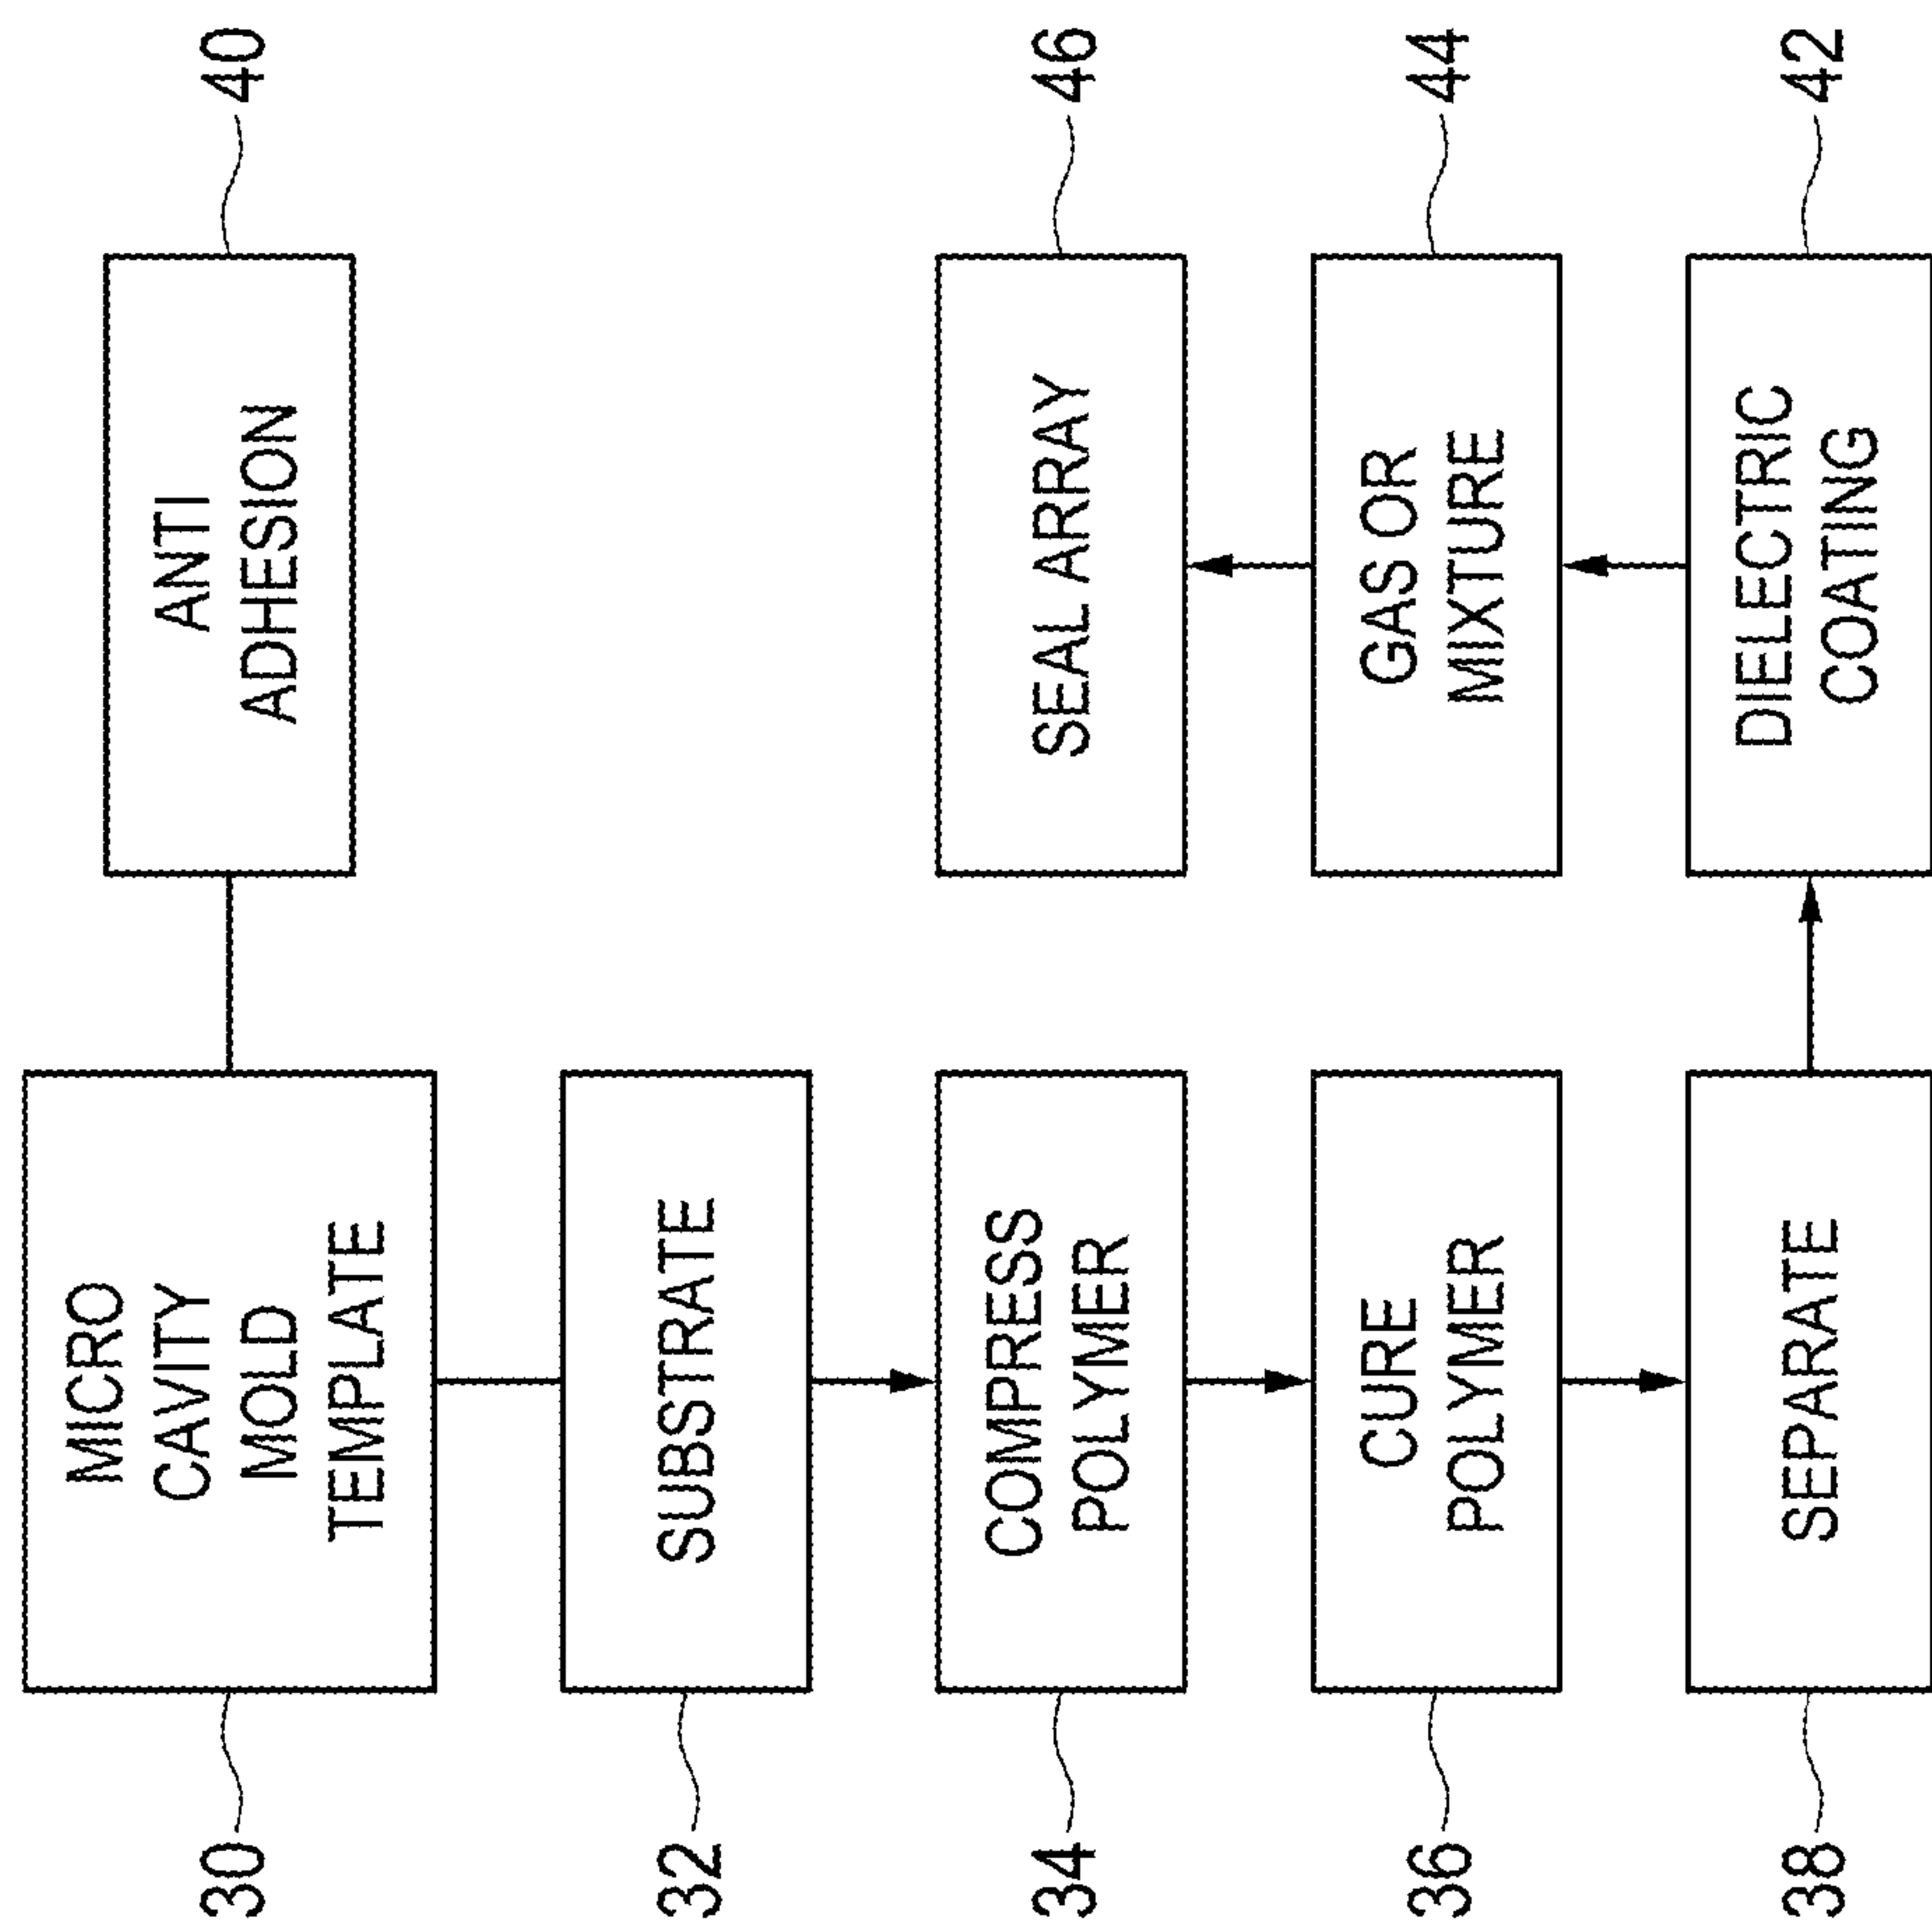 30
MICRO
CAVITY
MOLD
TEMPLATE
ANTI
ADHESION
40
32
SUBSTRATE
34
COMPRESS
POLYMER
36
CURE
POLYMER
38
SEPARATE
DIELECTRIC
COATING
42
GAS OR
MIXTURE
44
SEAL ARRAY
46